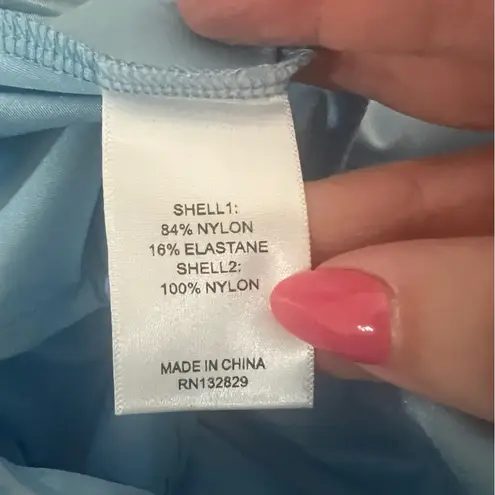 SHELL1:
84% NYLON
16% ELASTANE
SHELL2:
100% NYLON
MADE IN CHINA
RN132829